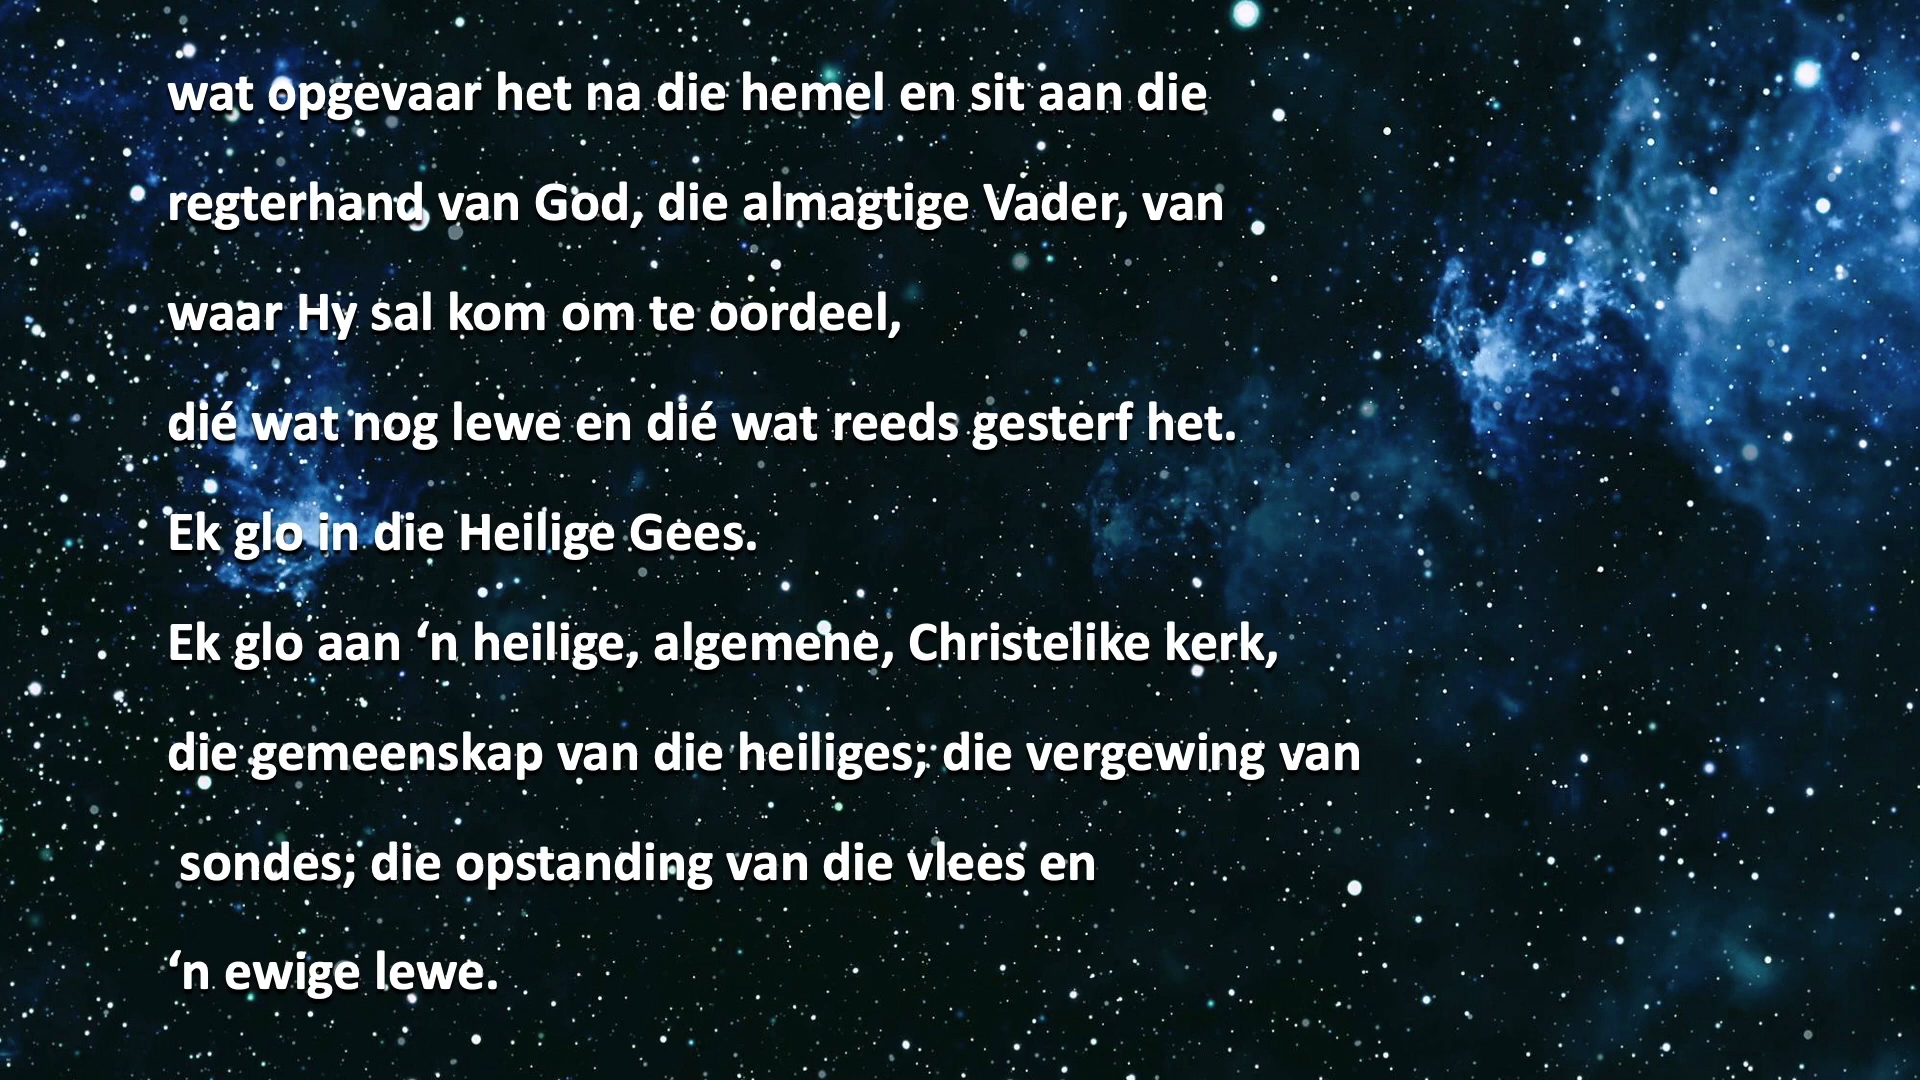 wat opgevaar het na die hemel en sit aan die
regterhand van God, die almagtige Vader, van
waar Hy sal kom om te oordeel,
dié wat nog lewe en dié wat reeds gesterf het.
Ek glo in die Heilige Gees.
Ek glo aan ‘n heilige, algemene, Christelike kerk,
die gemeenskap van die heiliges; die vergewing van
sondes; die opstanding van die vlees en
‘n ewige lewe.